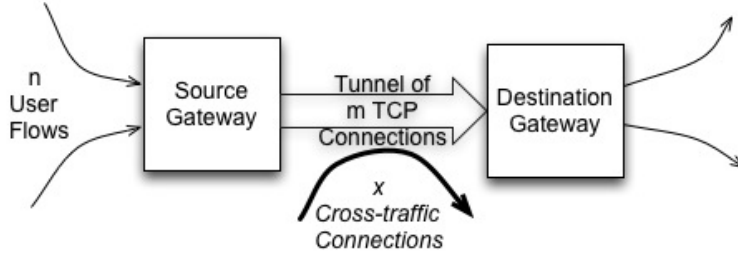 n
User
Flows
Source
Gateway
Tunnel of
m TCP
Connections
x
Cross-traffic
Connections
Destination
Gateway